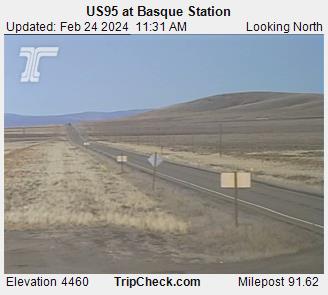 US95 at Basque Station
Updated: Feb 24 2024 11:31 AM Looking North
Elevation 4460 TripCheck.com Milepost 91.62